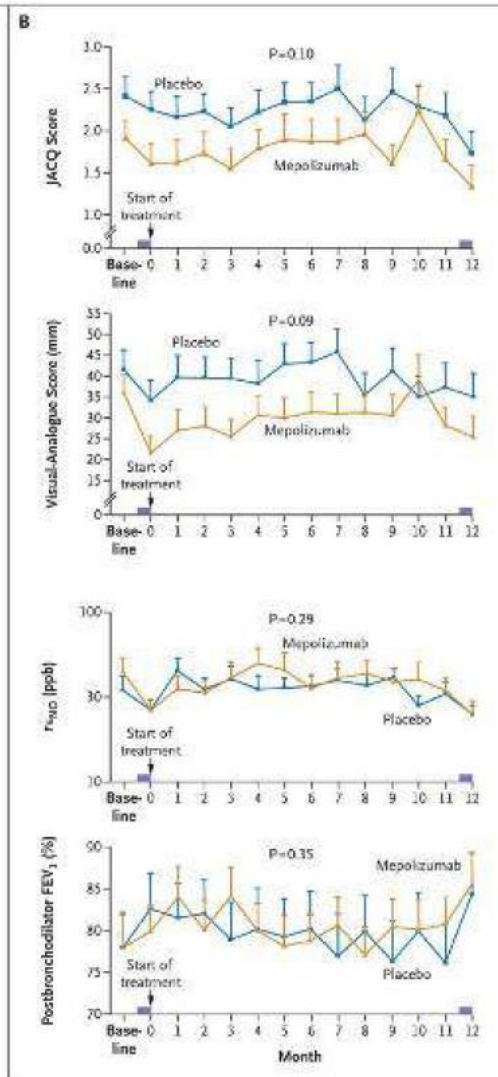 B
3.0
2.5
2.0
1.5
1.0
0.0
JACQ Score
P=0.10
Placebo
Mepolizumab
Start of
treatment
Base-
line
0 1 2 3 4 5 6 7 8 9 10 11 12
55
50
45
40
35
30
25
20
15
0
Visual-Analogue Score (mm)
P=0.09
Placebo
Mepolizumab
Start of
treatment
Base-
line
0 1 2 3 4 5 6 7 8 9 10 11 12
100
30
10
(ppb)
P=0.29
Mepolizumab
Placebo
Start of
treatment
Base-
line
0 1 2 3 4 5 6 7 8 9 10 11 12
90
85
80
75
70
Postbronchodilator FEV1 (%)
P=0.35
Mepolizumab
Placebo
Start of
treatment
Base-
line
0 1 2 3 4 5 6 7 8 9 10 11 12
Month